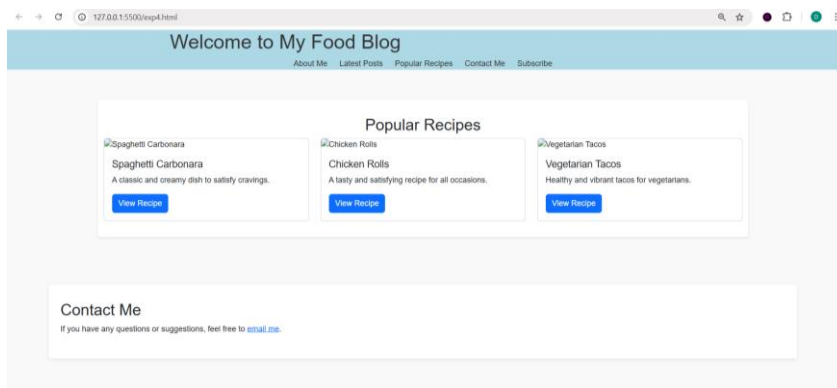 127.0.0.1:5500/exp4.html
Welcome to My Food Blog
About Me Latest Posts Popular Recipes Contact Me Subscribe
Popular Recipes
Spaghetti Carbonara
Spaghetti Carbonara
A classic and creamy dish to satisfy cravings.
View Recipe
Chicken Rolls
Chicken Rolls
A tasty and satisfying recipe for all occasions.
View Recipe
Vegetarian Tacos
Vegetarian Tacos
Healthy and vibrant tacos for vegetarians.
View Recipe
Contact Me
If you have any questions or suggestions, feel free to email me.